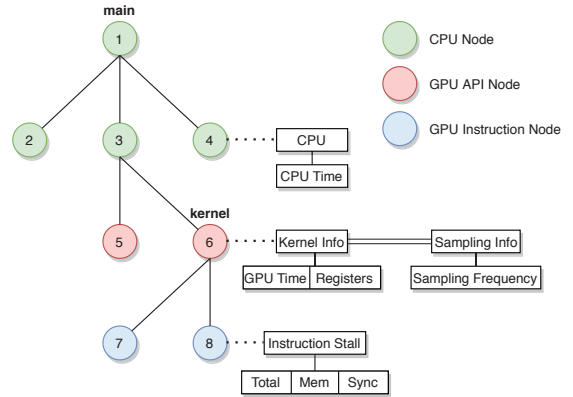 main
1
CPU Node
GPU API Node
GPU Instruction Node
2
3
4
CPU
CPU Time
kernel
5
6
Kernel Info
Sampling Info
GPU Time
Registers
Sampling Frequency
7
8
Instruction Stall
Total
Mem
Sync